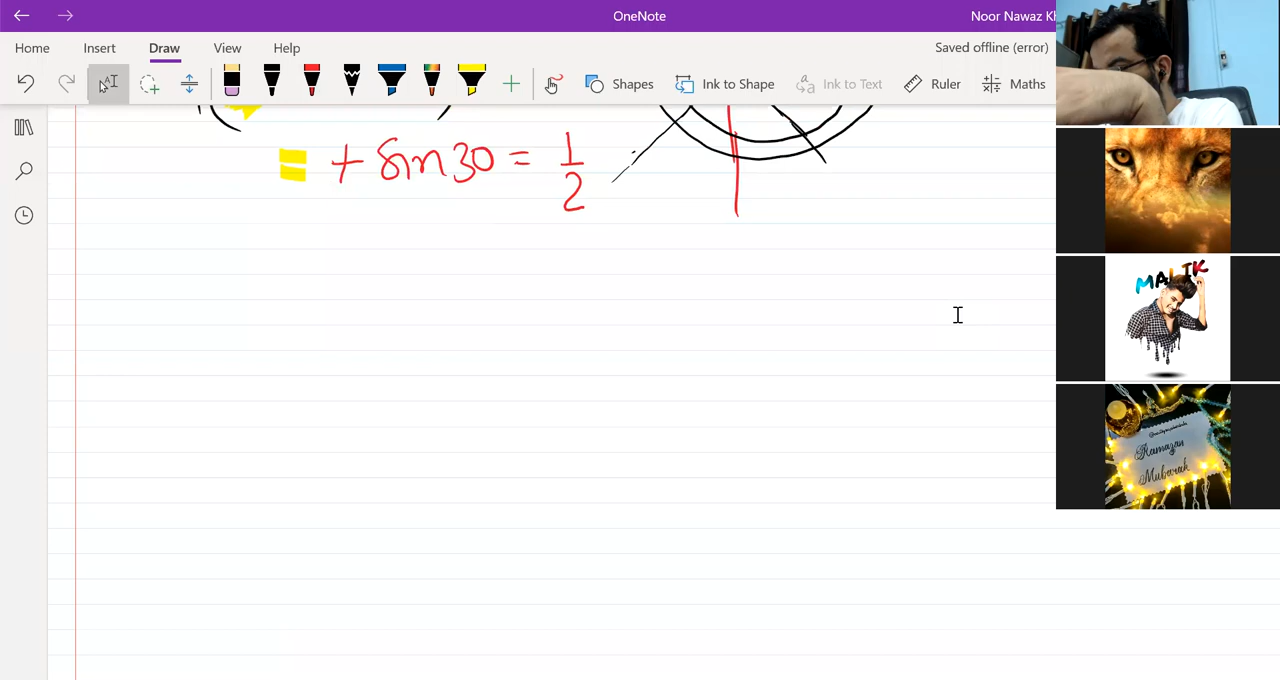 OneNote
Noor Nawaz Kh
Home Insert Draw View Help
Saved offline (error)
Shapes Ink to Shape Ink to Text Ruler Maths
+ Sin 30 = 1/2
MALIK
Ramazan
Mubarak